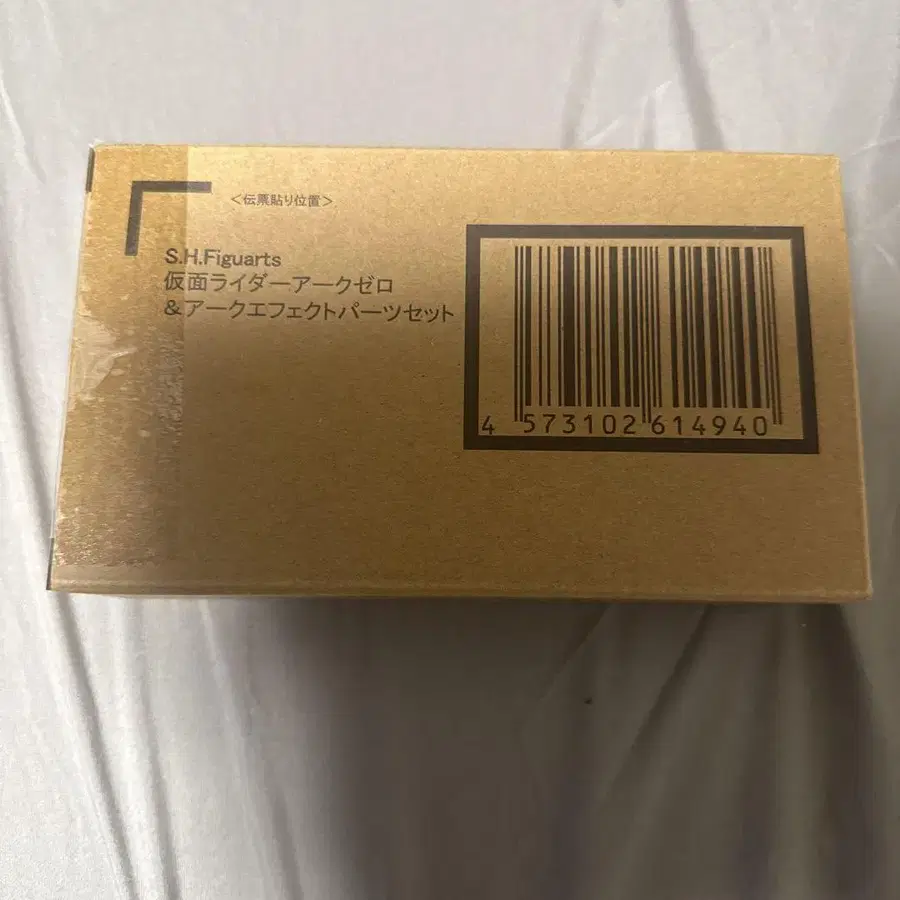 <伝票貼り位置>
S.H.Figuarts
仮面ライダーアークゼロ
&アークエフェクトパーツセット
4 573102 614940